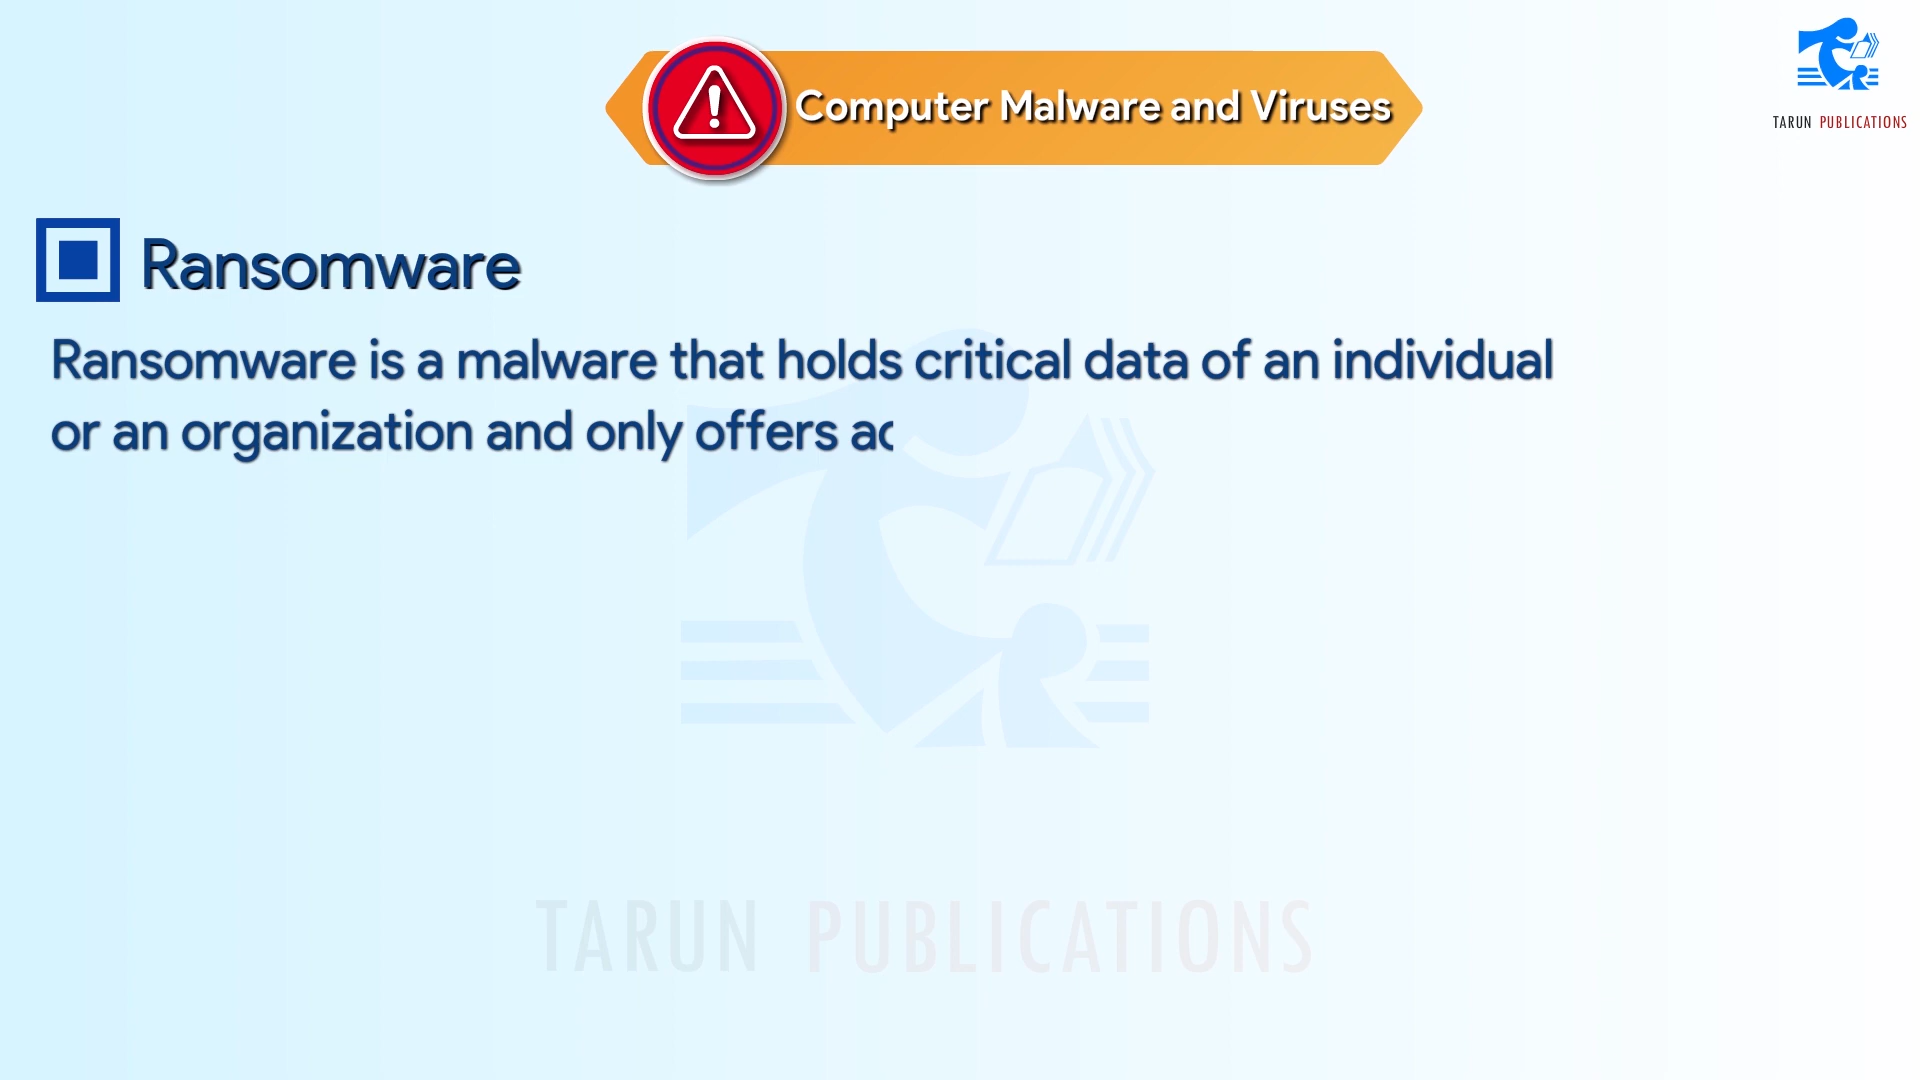 Computer Malware and Viruses
TARUN PUBLICATIONS
Ransomware
Ransomware is a malware that holds critical data of an individual
or an organization and only offers
TARUN PUBLICATIONS